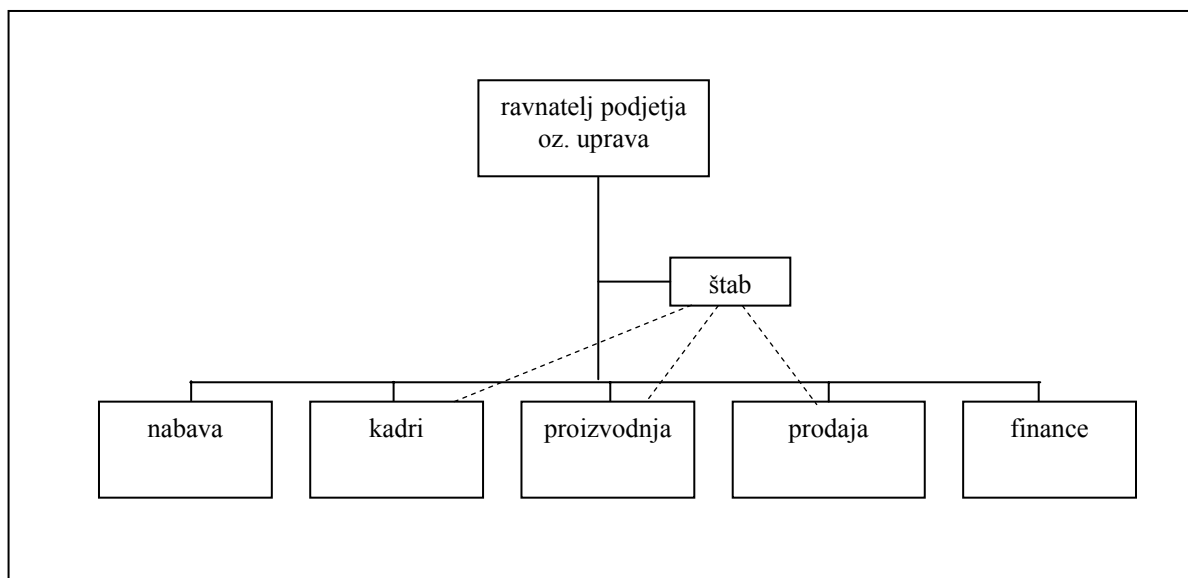 ravnatelj podjetja
oz. uprava
štab
nabava
kadri
proizvodnja
prodaja
finance